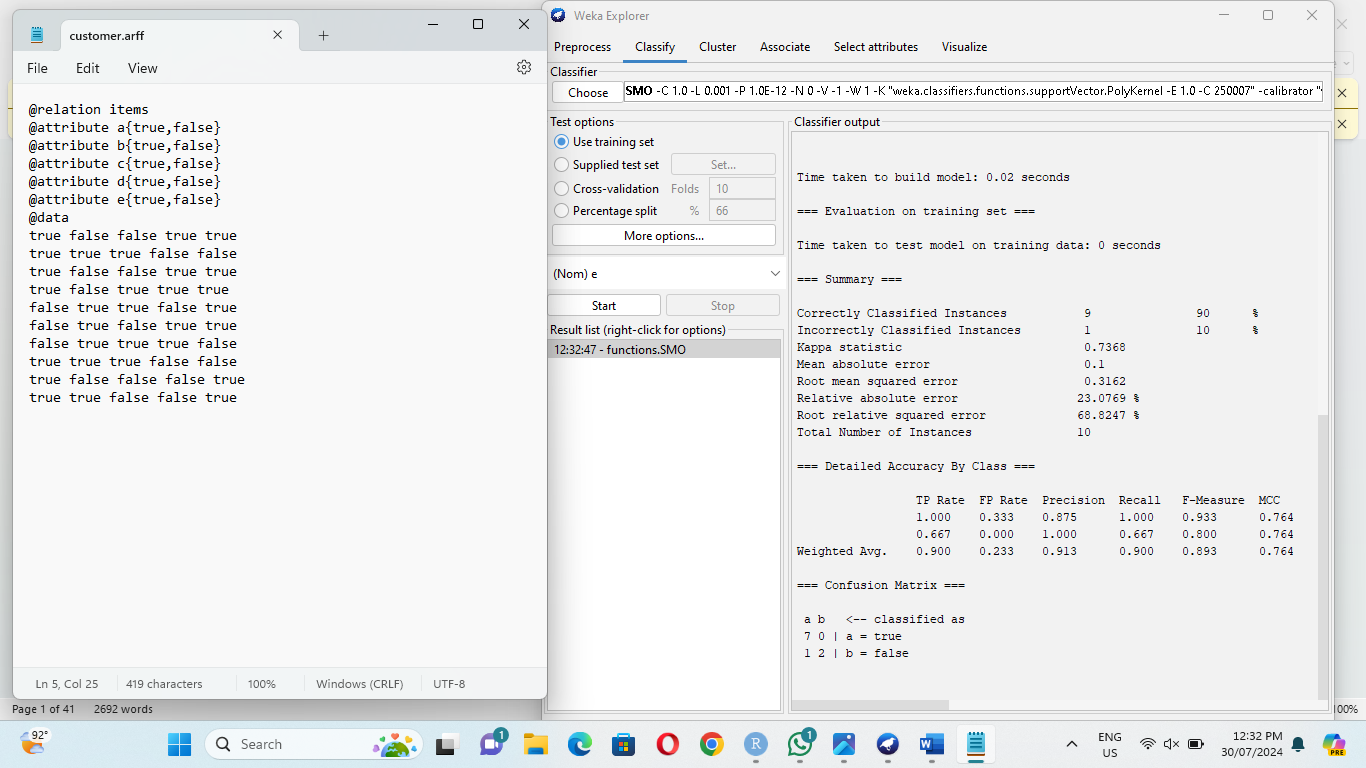 customer.arff
File Edit View
@relation items
@attribute a{true,false}
@attribute b{true,false}
@attribute c{true,false}
@attribute d{true,false}
@attribute e{true,false}
@data
true false false true true
true true true false false
true false false true true
true false true true true
false true true false true
false true false true true
false true true true false
true true true false false
true false false false true
true true false false true
Ln 5, Col 25 419 characters 100% Windows (CRLF) UTF-8
Page 1 of 41 2692 words
Weka Explorer
Preprocess Classify Cluster Associate Select attributes Visualize
Classifier
Choose SMO -C 1.0 -L 0.001 -P 1.0E-12 -N 0 -V -1 -W 1 -K "weka.classifiers.functions.supportVector.PolyKernel -E 1.0 -C 250007" -calibrator
Test options
Use training set
Supplied test set Set...
Cross-validation Folds 10
Percentage split % 66
More options...
(Nom) e
Start Stop
Result list (right-click for options)
12:32:47 - functions.SMO
Classifier output
Time taken to build model: 0.02 seconds
=== Evaluation on training set ===
Time taken to test model on training data: 0 seconds
=== Summary ===
Correctly Classified Instances 9 90 %
Incorrectly Classified Instances 1 10 %
Kappa statistic 0.7368
Mean absolute error 0.1
Root mean squared error 0.3162
Relative absolute error 23.0769 %
Root relative squared error 68.8247 %
Total Number of Instances 10
=== Detailed Accuracy By Class ===
TP Rate FP Rate Precision Recall F-Measure MCC
1.000 0.333 0.875 1.000 0.933 0.764
0.667 0.000 1.000 0.667 0.800 0.764
Weighted Avg. 0.900 0.233 0.913 0.900 0.893 0.764
=== Confusion Matrix ===
a b <-- classified as
7 0 | a = true
1 2 | b = false
100%
92°
Search
1
R
1
W
ENG
US
12:32 PM
30/07/2024
PRE